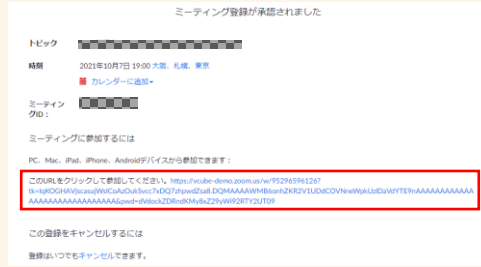 ミーティング登録が承認されました
トピック
時刻 2021年10月7日 19:00 大阪、札幌、東京
カレンダーに追加
ミーティン
グID：
ミーティングに参加するには
PC、Mac、iPad、iPhone、Androidデバイスから参加できます：
このURLをクリックして参加してください。https://vcube-demo.zoom.us/w/95296596126?
この登録をキャンセルするには
登録はいつでもキャンセルできます。